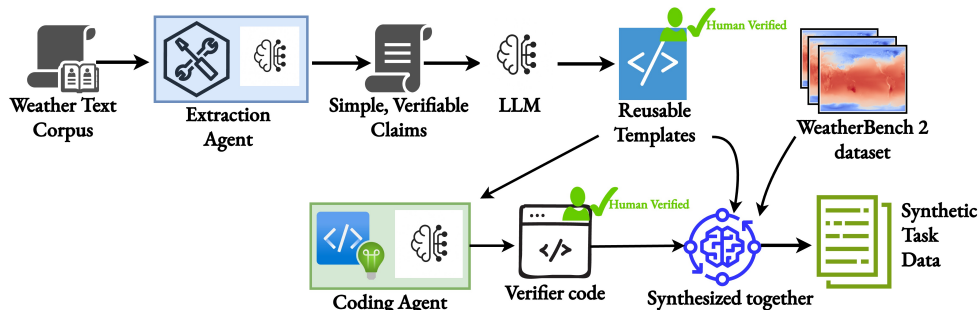 Weather Text
Corpus
Extraction
Agent
Simple, Verifiable
Claims
LLM
</>
Human Verified
Reusable
Templates
WeatherBench 2
dataset
</>
Coding Agent
</>
Human Verified
Verifier code
Synthesized together
Synthetic
Task
Data